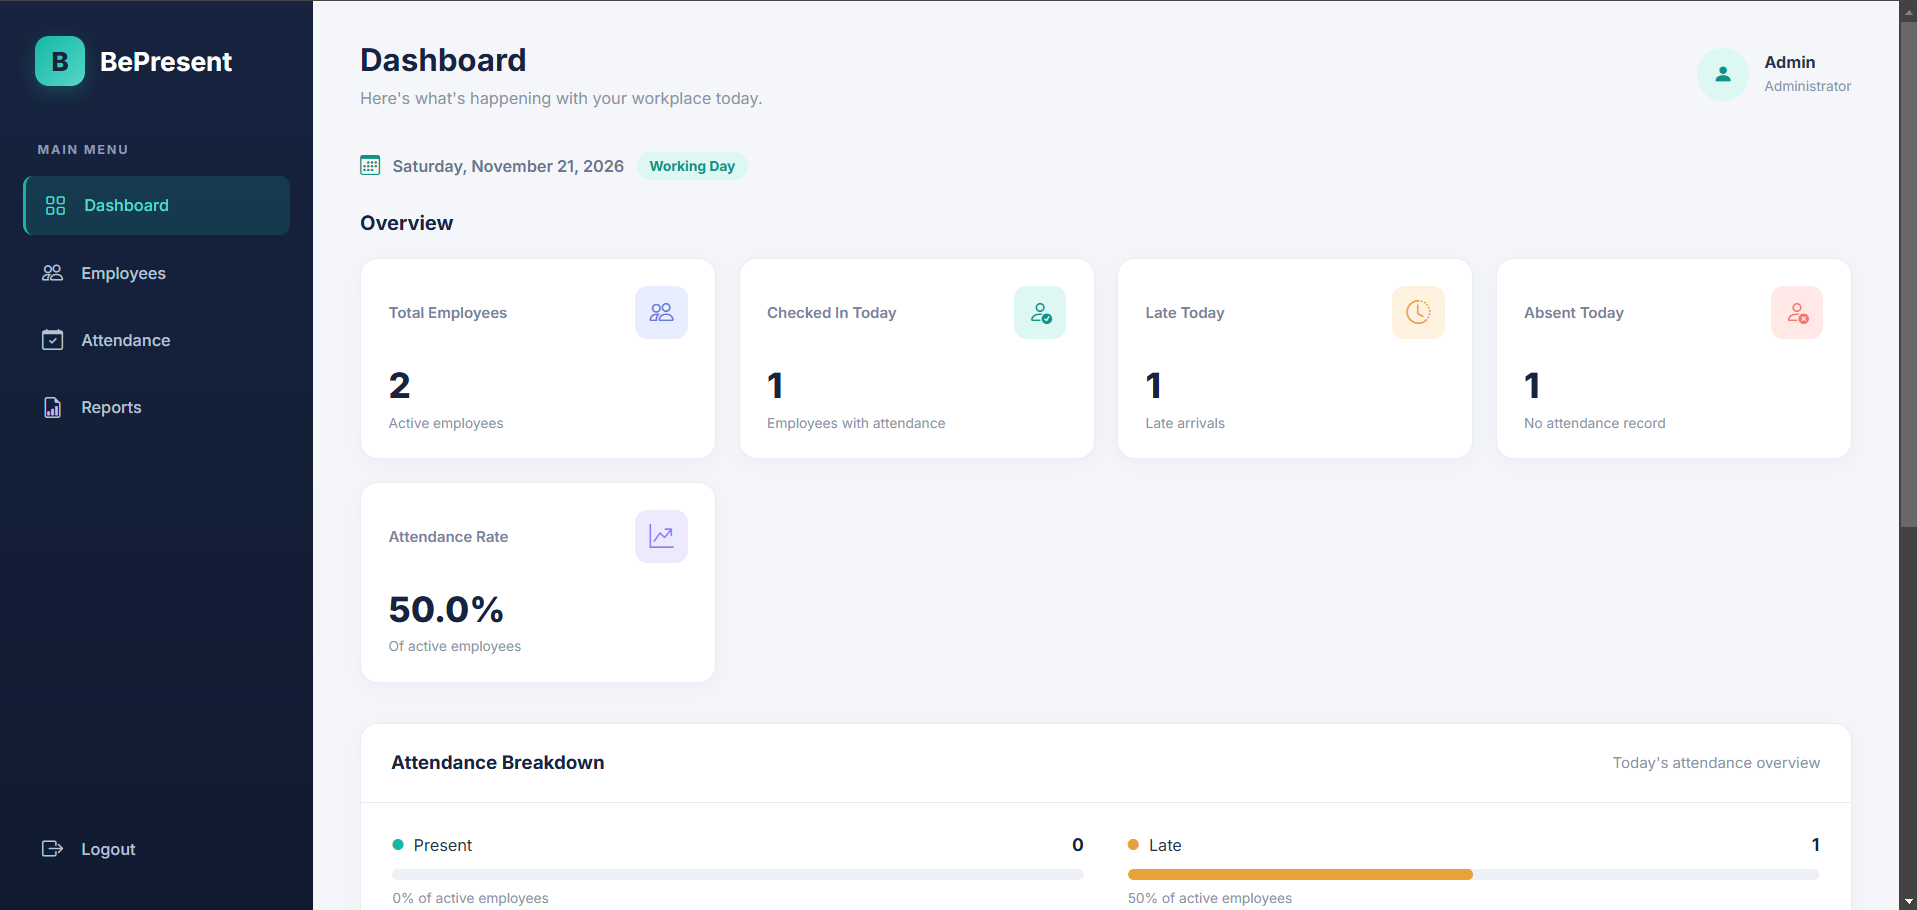 B BePresent
MAIN MENU
Dashboard
Employees
Attendance
Reports
Logout
Dashboard
Here's what's happening with your workplace today.
Admin
Administrator
Saturday, November 21, 2026 Working Day
Overview
Total Employees
2
Active employees
Checked In Today
1
Employees with attendance
Late Today
1
Late arrivals
Absent Today
1
No attendance record
Attendance Rate
50.0%
Of active employees
Attendance Breakdown
Today's attendance overview
Present 0
0% of active employees
Late 1
50% of active employees